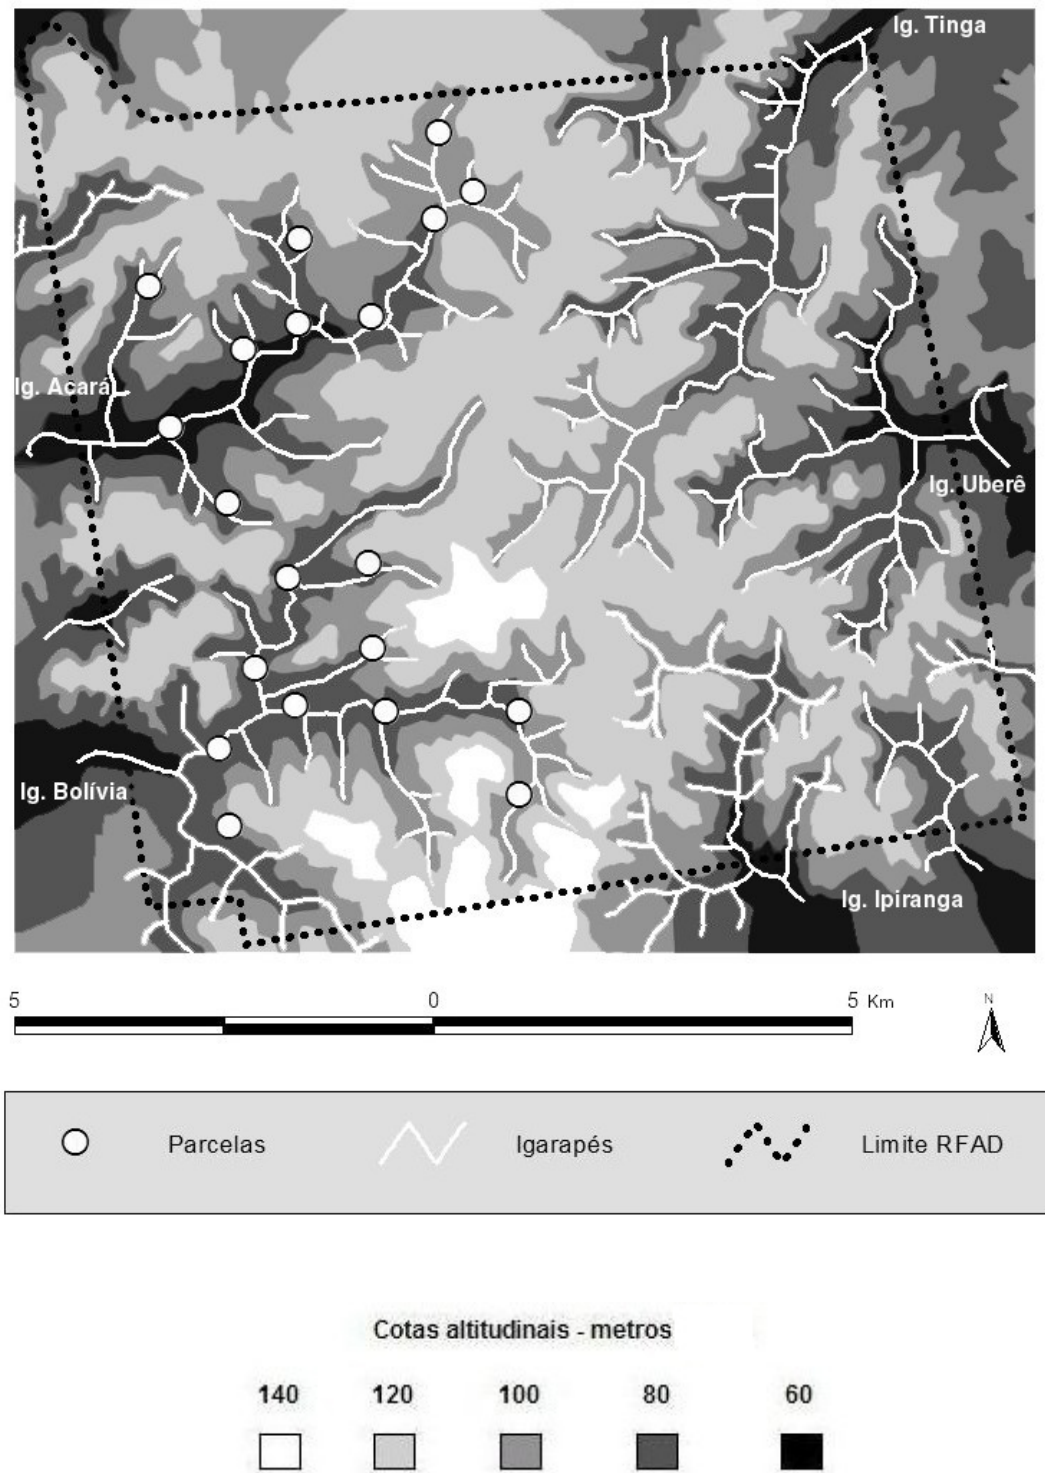 Ig. Tinga
Ig. Acará
Ig. Uberê
Ig. Bolívia
Ig. Ipiranga
5 0 5 Km
N
Parcelas Igarapés Limite RFAD
Cotas altitudinais - metros
140 120 100 80 60